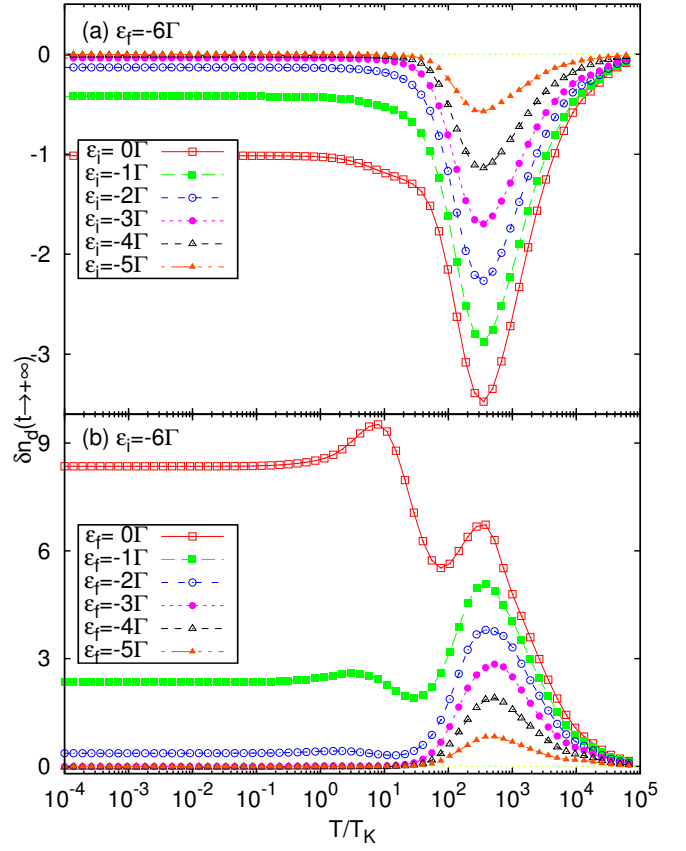 (a) ε_f=-6Γ
0
-1
-2
-3
ε_i= 0Γ
ε_i=-1Γ
ε_i=-2Γ
ε_i=-3Γ
ε_i=-4Γ
ε_i=-5Γ
δn_d(t→+∞)
(b) ε_i=-6Γ
9
6
3
0
ε_f= 0Γ
ε_f=-1Γ
ε_f=-2Γ
ε_f=-3Γ
ε_f=-4Γ
ε_f=-5Γ
10^-4 10^-3 10^-2 10^-1 10^0 10^1 10^2 10^3 10^4 10^5
T/T_K